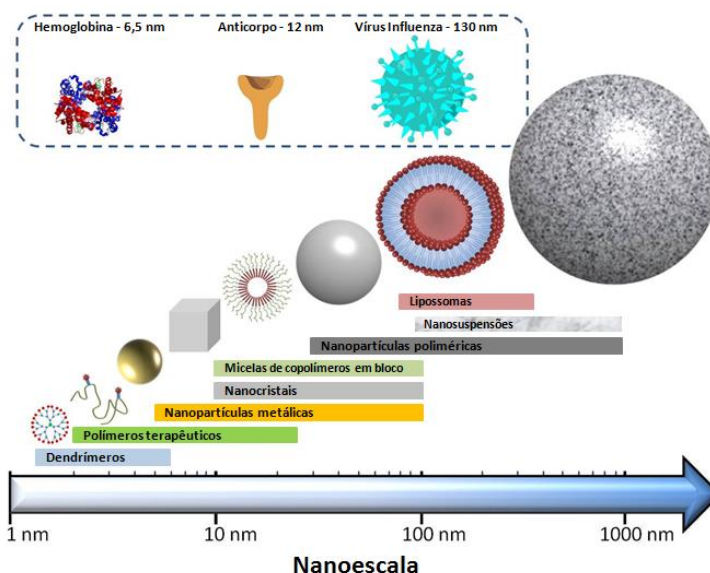 Hemoglobina - 6,5 nm
Anticorpo - 12 nm
Vírus Influenza - 130 nm
Lipossomas
Nanosuspensões
Nanopartículas poliméricas
Micelas de copolímeros em bloco
Nanocristais
Nanopartículas metálicas
Polímeros terapêuticos
Dendrímeros
1 nm
10 nm
100 nm
1000 nm
Nanoescala